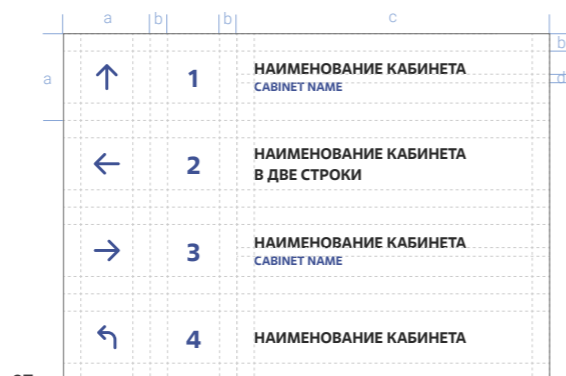 a b b c
b
a d
1 НАИМЕНОВАНИЕ КАБИНЕТА
CABINET NAME
2 НАИМЕНОВАНИЕ КАБИНЕТА
В ДВЕ СТРОКИ
3 НАИМЕНОВАНИЕ КАБИНЕТА
CABINET NAME
4 НАИМЕНОВАНИЕ КАБИНЕТА